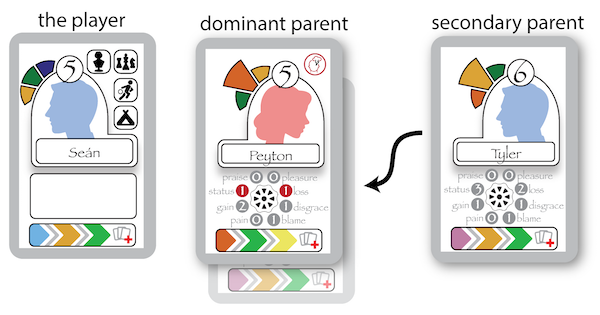 the player
dominant parent
secondary parent
5
Seán
5
Peyton
praise 0 0 pleasure
status 1 1 loss
gain 2 1 disgrace
pain 0 1 blame
6
Tyler
praise 0 0 pleasure
status 3 2 loss
gain 1 1 disgrace
pain 0 1 blame